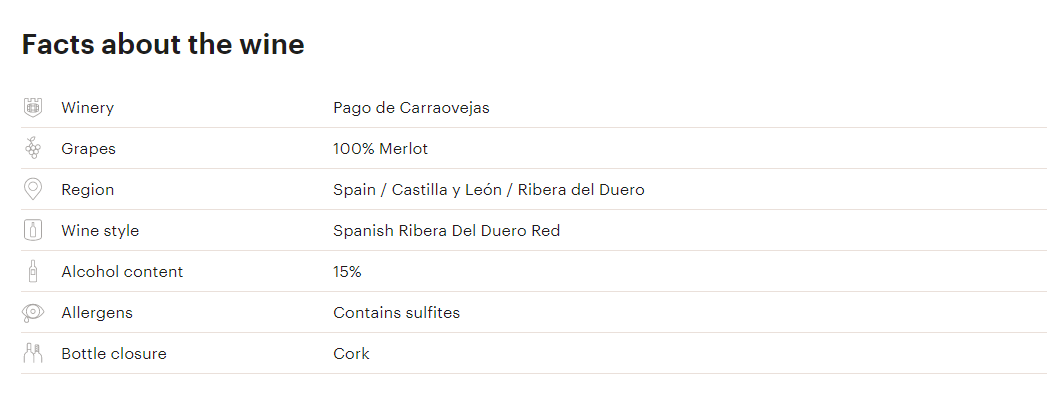 Facts about the wine
Winery Pago de Carraovejas
Grapes 100% Merlot
Region Spain / Castilla y León / Ribera del Duero
Wine style Spanish Ribera Del Duero Red
Alcohol content 15%
Allergens Contains sulfites
Bottle closure Cork